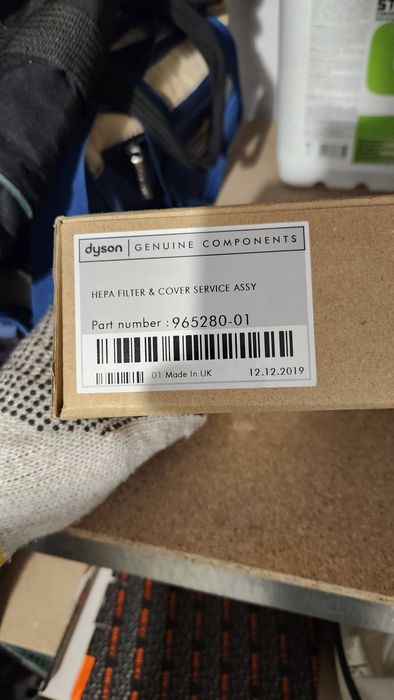 dyson GENUINE COMPONENTS
HEPA FILTER & COVER SERVICE ASSY
Part number : 965280-01
01 Made In UK 12.12.2019